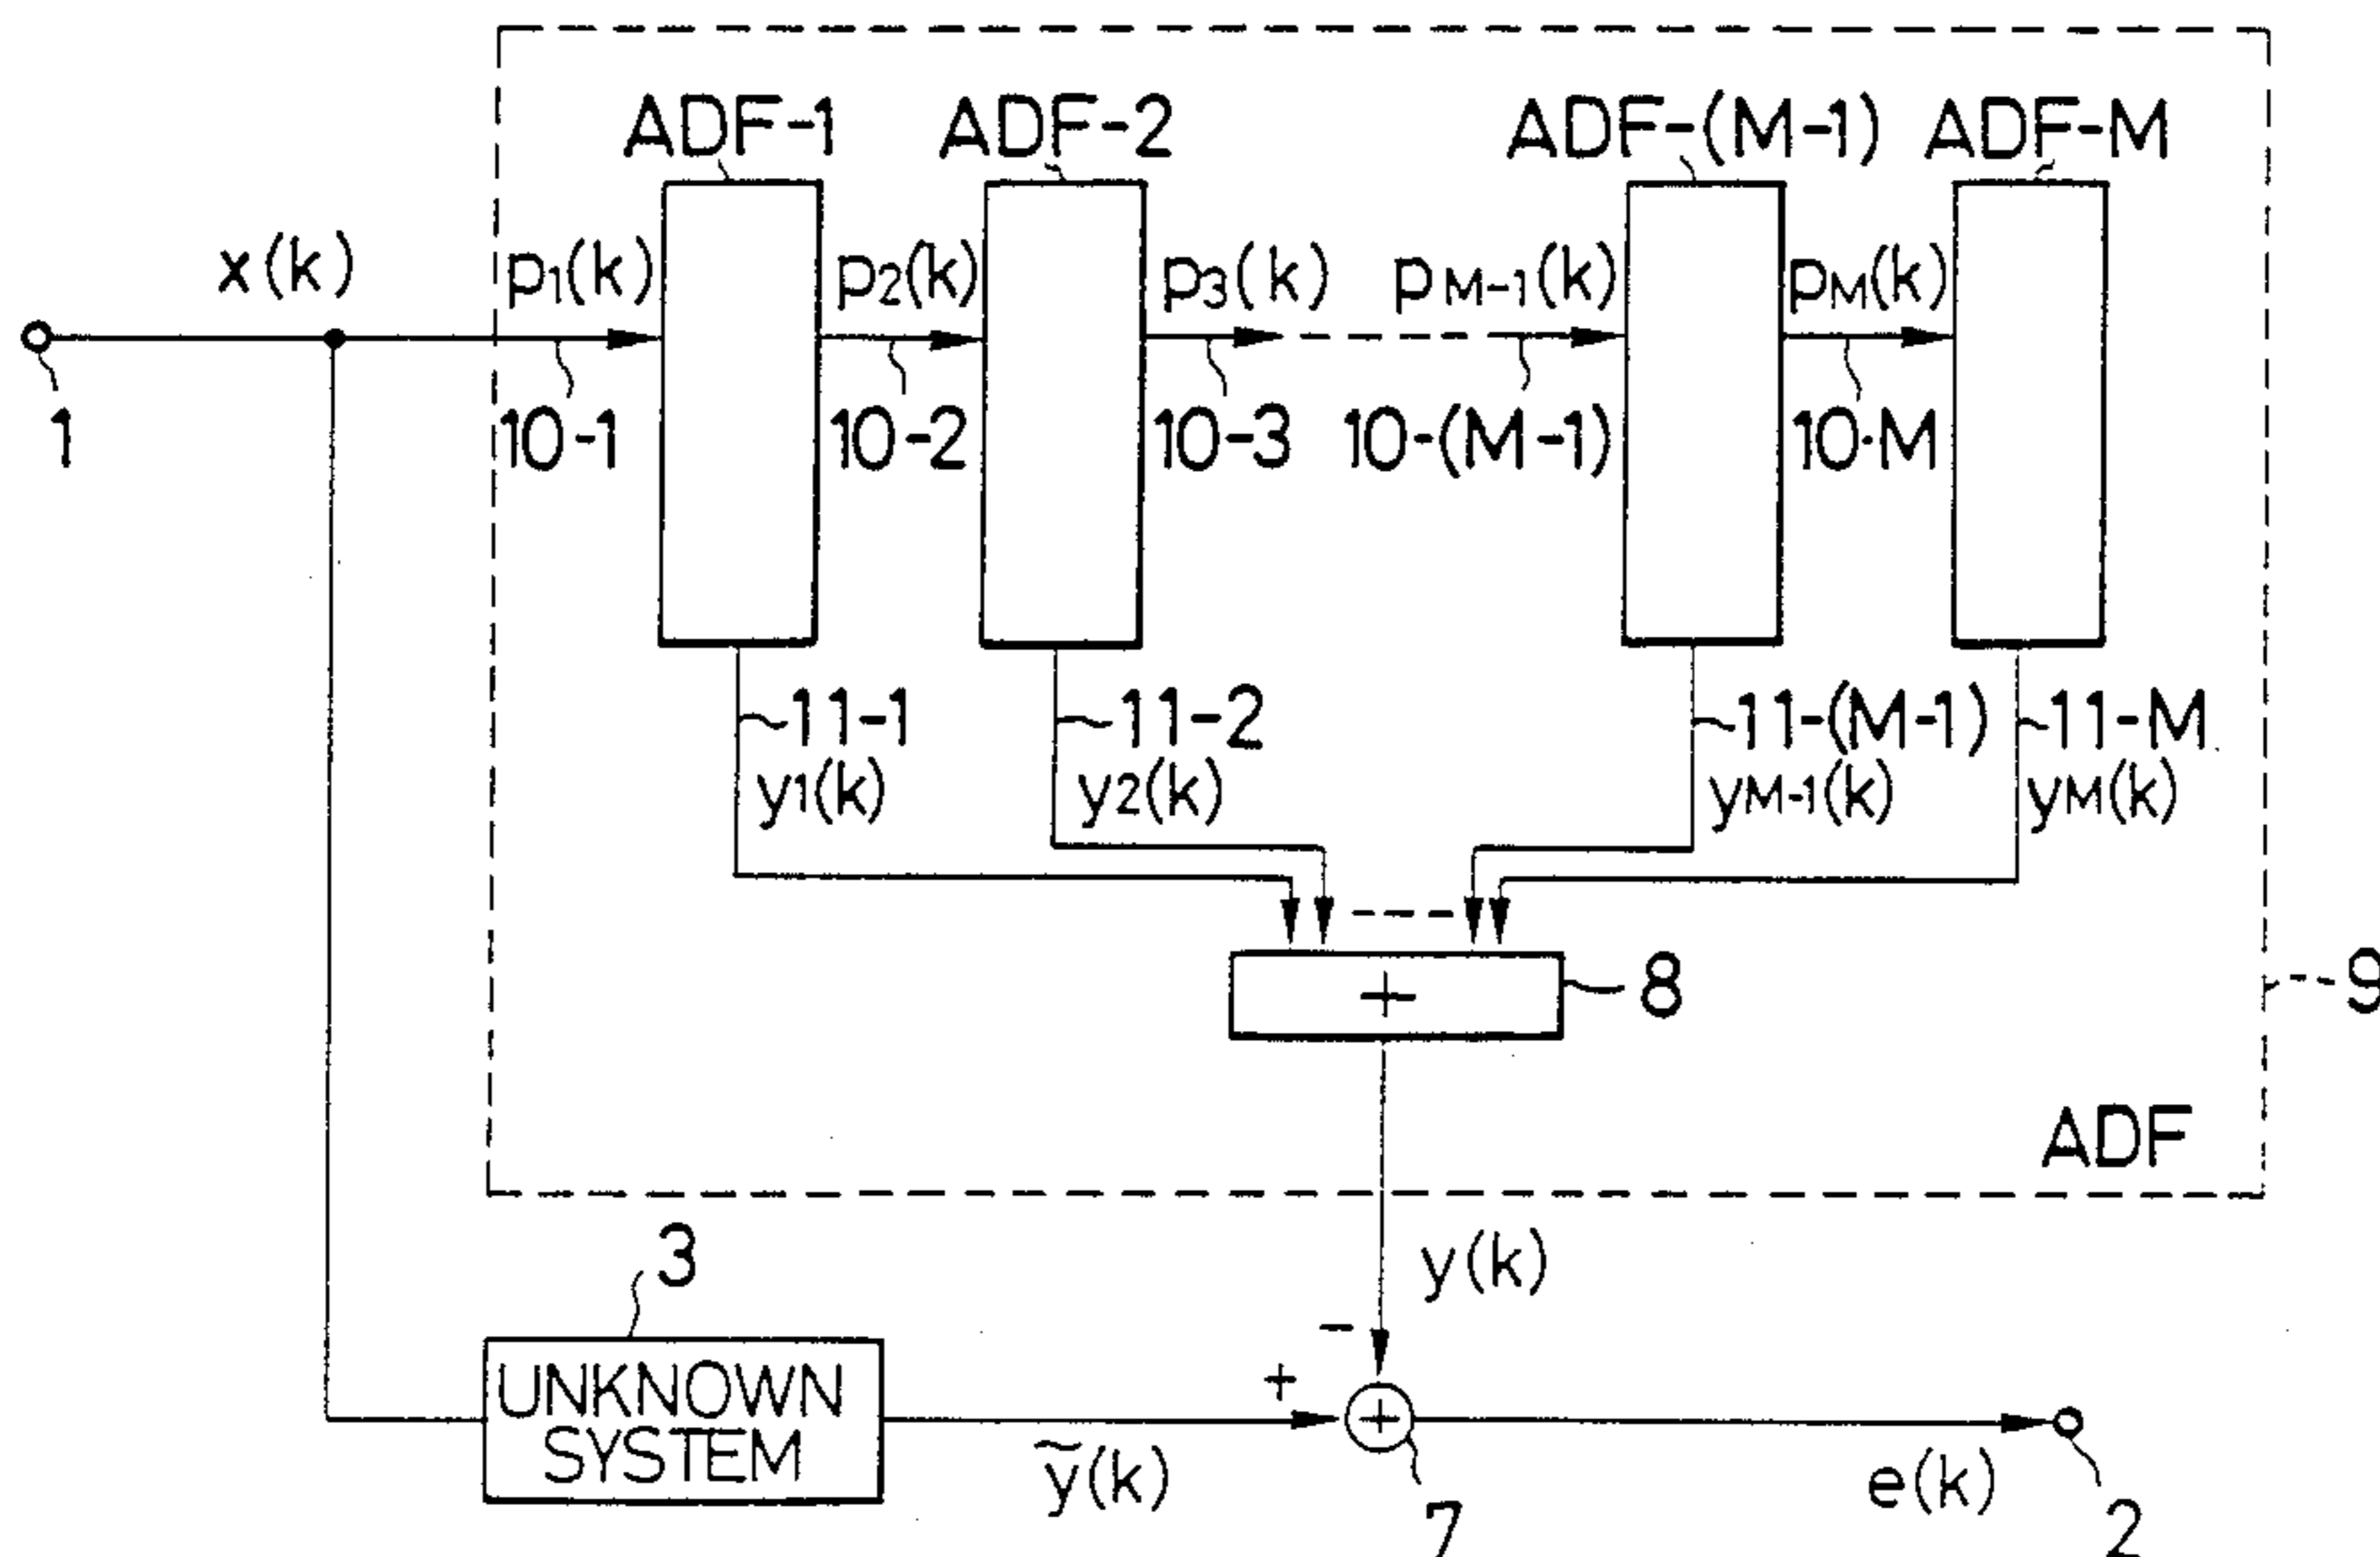 ADF-1 ADF-2 ADF-(M-1) ADF-M
x(k) p1(k) p2(k) p3(k) pM-1(k) pM(k)
1 10-1 10-2 10-3 10-(M-1) 10·M
11-1 11-2 11-(M-1) 11-M
y1(k) y2(k) yM-1(k) yM(k)
+ 8 9
ADF
3 y(k)
-
UNKNOWN +
SYSTEM +
ỹ(k) e(k)
7 2